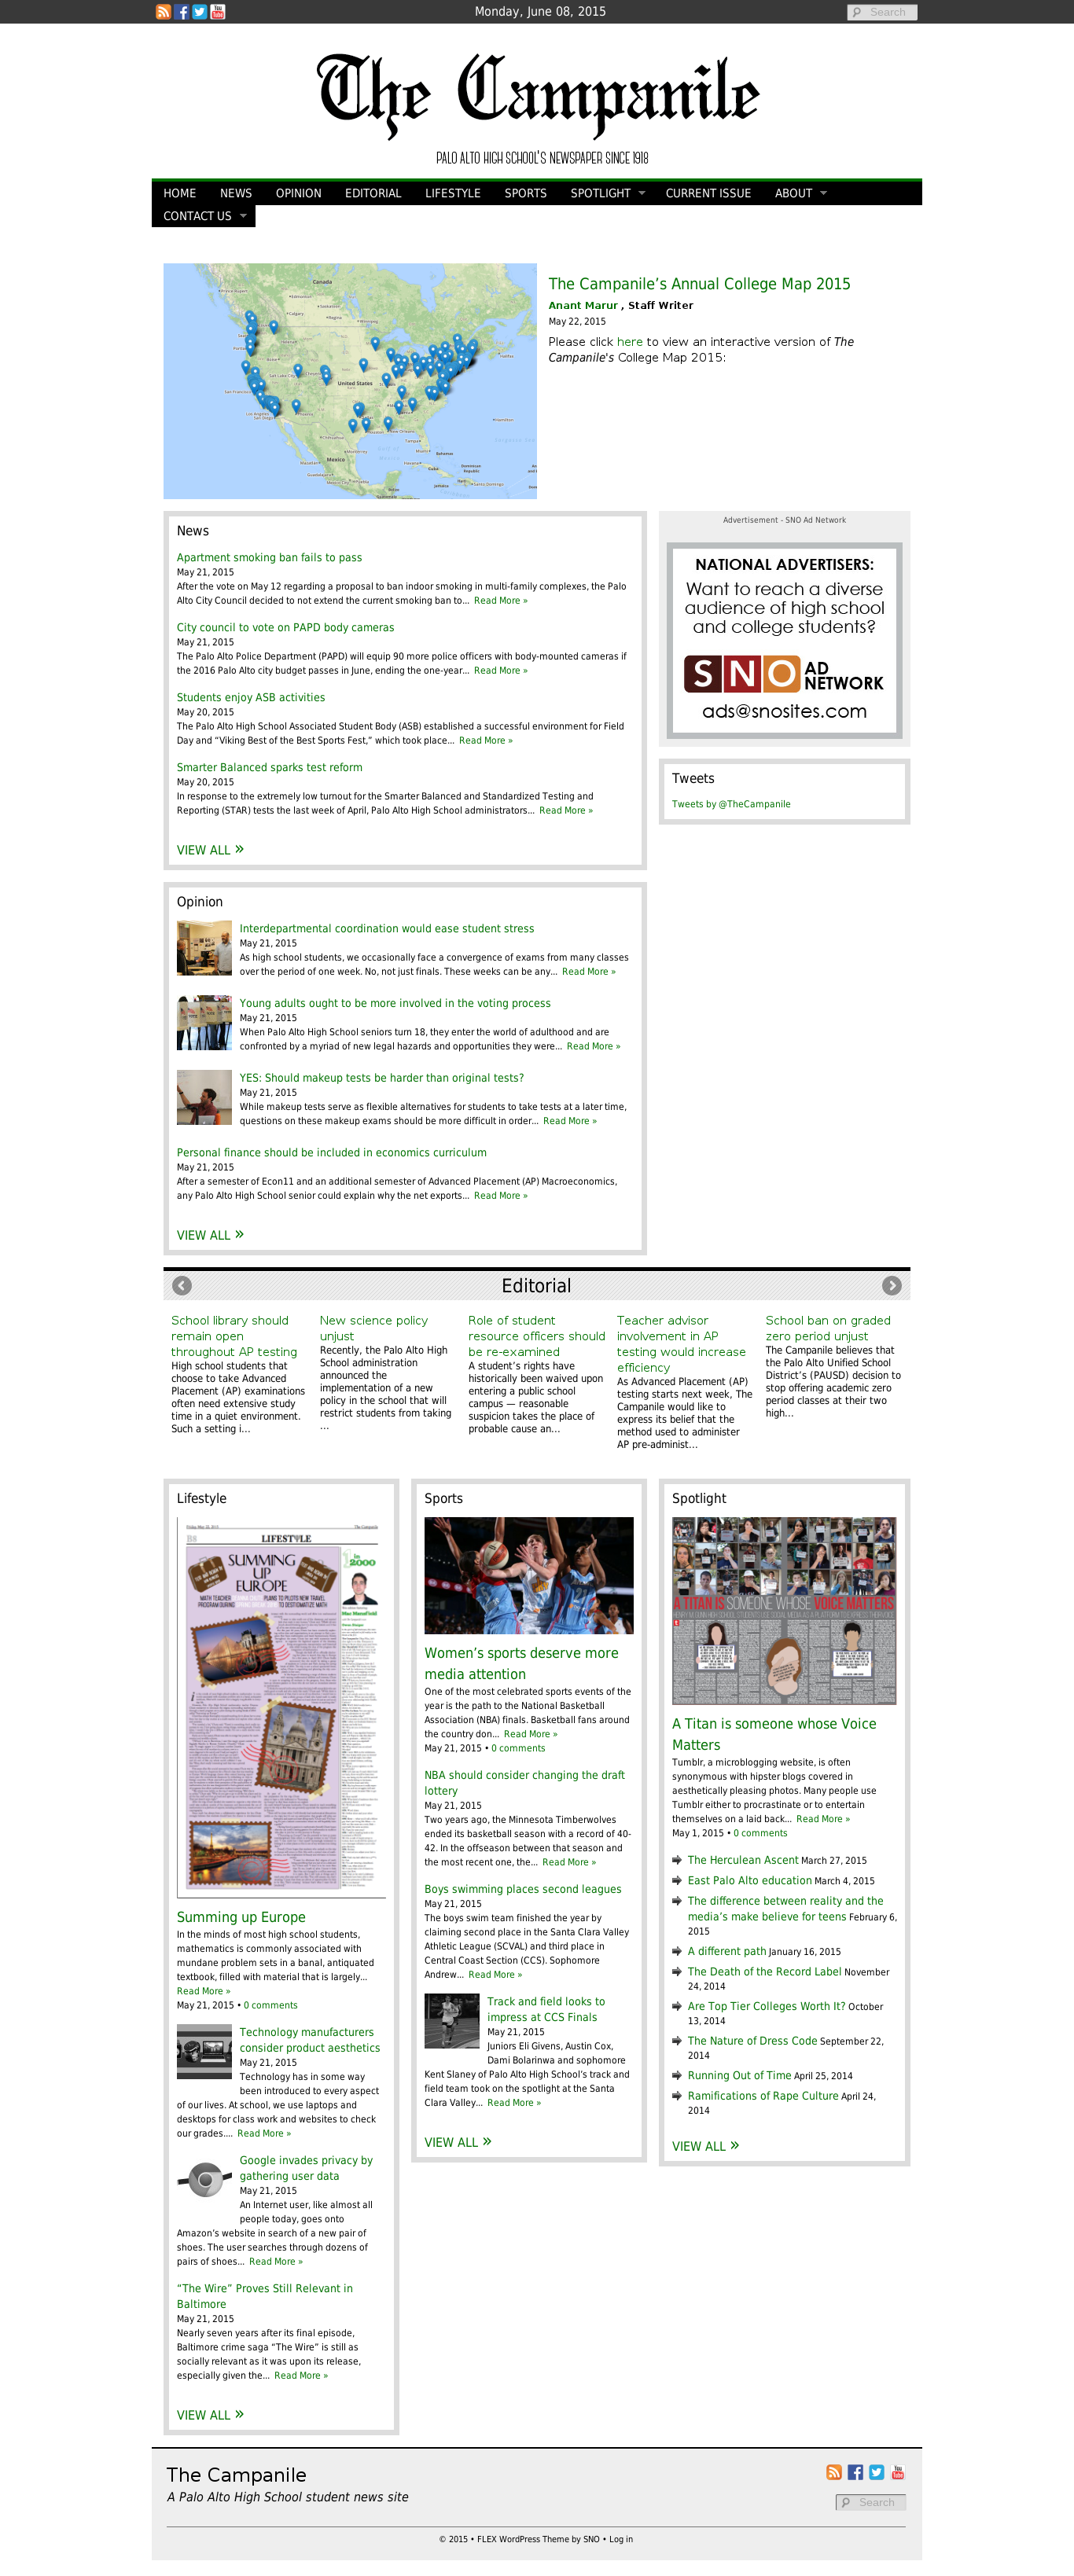 Monday, June 08, 2015
Search
The Campanile
PALO ALTO HIGH SCHOOL'S NEWSPAPER SINCE 1918
HOME NEWS OPINION EDITORIAL LIFESTYLE SPORTS SPOTLIGHT CURRENT ISSUE ABOUT
CONTACT US
Canada
United States
Mexico
The Campanile’s Annual College Map 2015
Anant Marur , Staff Writer
May 22, 2015
Please click here to view an interactive version of The
Campanile's College Map 2015:
News
Apartment smoking ban fails to pass
May 21, 2015
After the vote on May 12 regarding a proposal to ban indoor smoking in multi-family complexes, the Palo
Alto City Council decided to not extend the current smoking ban to... Read More »
City council to vote on PAPD body cameras
May 21, 2015
The Palo Alto Police Department (PAPD) will equip 90 more police officers with body-mounted cameras if
the 2016 Palo Alto city budget passes in June, ending the one-year... Read More »
Students enjoy ASB activities
May 20, 2015
The Palo Alto High School Associated Student Body (ASB) established a successful environment for Field
Day and “Viking Best of the Best Sports Fest,” which took place... Read More »
Smarter Balanced sparks test reform
May 20, 2015
In response to the extremely low turnout for the Smarter Balanced and Standardized Testing and
Reporting (STAR) tests the last week of April, Palo Alto High School administrators... Read More »
VIEW ALL »
Advertisement - SNO Ad Network
NATIONAL ADVERTISERS:
Want to reach a diverse
audience of high school
and college students?
SNO AD NETWORK
ads@snosites.com
Tweets
Tweets by @TheCampanile
Opinion
Interdepartmental coordination would ease student stress
May 21, 2015
As high school students, we occasionally face a convergence of exams from many classes
over the period of one week. No, not just finals. These weeks can be any... Read More »
Young adults ought to be more involved in the voting process
May 21, 2015
When Palo Alto High School seniors turn 18, they enter the world of adulthood and are
confronted by a myriad of new legal hazards and opportunities they were... Read More »
YES: Should makeup tests be harder than original tests?
May 21, 2015
While makeup tests serve as flexible alternatives for students to take tests at a later time,
questions on these makeup exams should be more difficult in order... Read More »
Personal finance should be included in economics curriculum
May 21, 2015
After a semester of Econ11 and an additional semester of Advanced Placement (AP) Macroeconomics,
any Palo Alto High School senior could explain why the net exports... Read More »
VIEW ALL »
Editorial
School library should
remain open
throughout AP testing
High school students that
choose to take Advanced
Placement (AP) examinations
often need extensive study
time in a quiet environment.
Such a setting i...
New science policy
unjust
Recently, the Palo Alto High
School administration
announced the
implementation of a new
policy in the school that will
restrict students from taking
...
Role of student
resource officers should
be re-examined
A student’s rights have
historically been waived upon
entering a public school
campus — reasonable
suspicion takes the place of
probable cause an...
Teacher advisor
involvement in AP
testing would increase
efficiency
As Advanced Placement (AP)
testing starts next week, The
Campanile would like to
express its belief that the
method used to administer
AP pre-administ...
School ban on graded
zero period unjust
The Campanile believes that
the Palo Alto Unified School
District’s (PAUSD) decision to
stop offering academic zero
period classes at their two
high...
Lifestyle
LIFESTYLE
SUMMING
UP
EUROPE
Summing up Europe
In the minds of most high school students,
mathematics is commonly associated with
mundane problem sets in a banal, antiquated
textbook, filled with material that is largely...
Read More »
May 21, 2015 • 0 comments
Technology manufacturers
consider product aesthetics
May 21, 2015
Technology has in some way
been introduced to every aspect
of our lives. At school, we use laptops and
desktops for class work and websites to check
our grades.... Read More »
Google invades privacy by
gathering user data
May 21, 2015
An Internet user, like almost all
people today, goes onto
Amazon’s website in search of a new pair of
shoes. The user searches through dozens of
pairs of shoes... Read More »
“The Wire” Proves Still Relevant in
Baltimore
May 21, 2015
Nearly seven years after its final episode,
Baltimore crime saga “The Wire” is still as
socially relevant as it was upon its release,
especially given the... Read More »
VIEW ALL »
Sports
Women’s sports deserve more
media attention
One of the most celebrated sports events of the
year is the path to the National Basketball
Association (NBA) finals. Basketball fans around
the country don... Read More »
May 21, 2015 • 0 comments
NBA should consider changing the draft
lottery
May 21, 2015
Two years ago, the Minnesota Timberwolves
ended its basketball season with a record of 40-
42. In the offseason between that season and
the most recent one, the... Read More »
Boys swimming places second leagues
May 21, 2015
The boys swim team finished the year by
claiming second place in the Santa Clara Valley
Athletic League (SCVAL) and third place in
Central Coast Section (CCS). Sophomore
Andrew... Read More »
Track and field looks to
impress at CCS Finals
May 21, 2015
Juniors Eli Givens, Austin Cox,
Dami Bolarinwa and sophomore
Kent Slaney of Palo Alto High School’s track and
field team took on the spotlight at the Santa
Clara Valley... Read More »
VIEW ALL »
Spotlight
A TITAN IS SOMEONE WHOSE VOICE MATTERS
A Titan is someone whose Voice
Matters
Tumblr, a microblogging website, is often
synonymous with hipster blogs covered in
aesthetically pleasing photos. Many people use
Tumblr either to procrastinate or to entertain
themselves on a laid back... Read More »
May 1, 2015 • 0 comments
The Herculean Ascent March 27, 2015
East Palo Alto education March 4, 2015
The difference between reality and the
media’s make believe for teens February 6,
2015
A different path January 16, 2015
The Death of the Record Label November
24, 2014
Are Top Tier Colleges Worth It? October
13, 2014
The Nature of Dress Code September 22,
2014
Running Out of Time April 25, 2014
Ramifications of Rape Culture April 24,
2014
VIEW ALL »
The Campanile
A Palo Alto High School student news site
Search
© 2015 • FLEX WordPress Theme by SNO • Log in